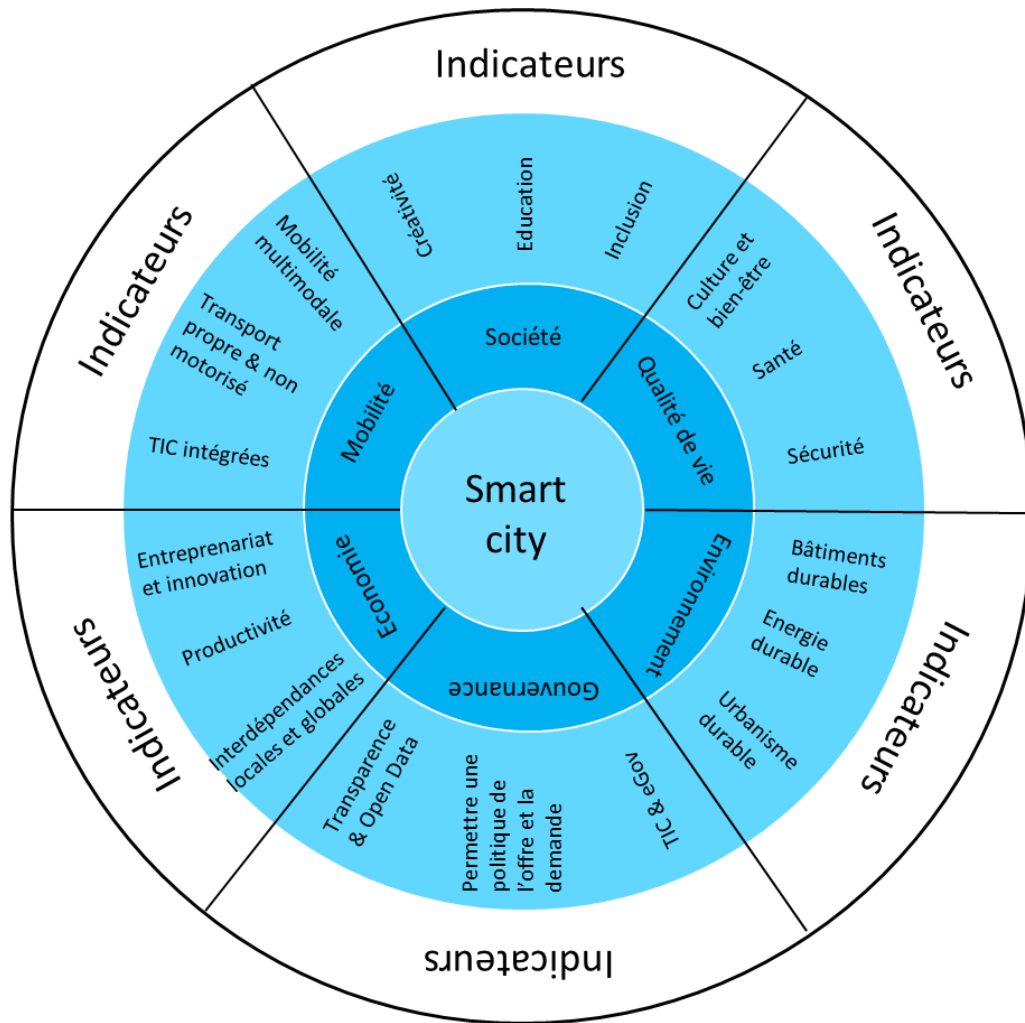 Indicateurs
Créativité
Education
Inclusion
Société
Indicateurs
Culture et
bien-être
Santé
Sécurité
Qualité de vie
Indicateurs
Bâtiments
durables
Energie
durable
Urbanisme
durable
Environnement
Indicateurs
TIC & eGov
Permettre une
politique de
l'offre et la
demande
Transparence
& Open Data
Gouvernance
Indicateurs
Interdépendances
locales et globales
Productivité
Entreprenariat
et innovation
Economie
Indicateurs
TIC intégrées
Transport
propre & non
motorisé
Mobilité
multimodale
Mobilité
Smart
city